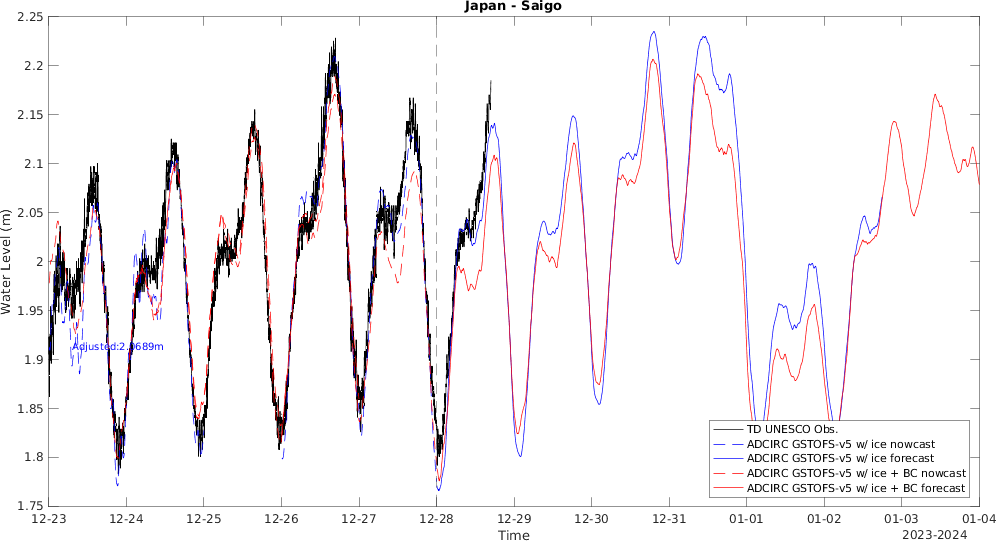 Japan - Saigo
2.25
2.2
2.15
2.1
2.05
2
1.95
1.9
1.85
1.8
1.75
Water Level (m)
Adjusted:2.0689m
TD UNESCO Obs.
ADCIRC GSTOFS-v5 w/ ice nowcast
ADCIRC GSTOFS-v5 w/ ice forecast
ADCIRC GSTOFS-v5 w/ ice + BC nowcast
ADCIRC GSTOFS-v5 w/ ice + BC forecast
12-23 12-24 12-25 12-26 12-27 12-28 12-29 12-30 12-31 01-01 01-02 01-03 01-04
Time
2023-2024